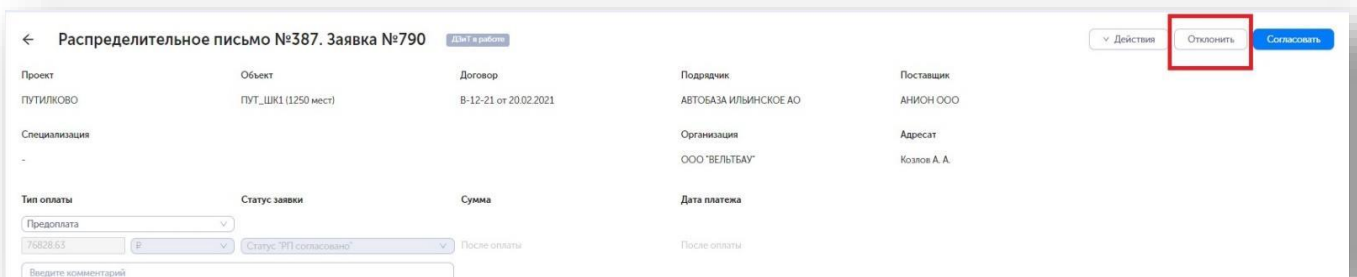 ← Распределительное письмо №387. Заявка №790 ДЗиТ в работе Действия Отклонить Согласовать
Проект Объект Договор Подрядчик Поставщик
ПУТИЛКОВО ПУТ_ШК1 (1250 мест) В-12-21 от 20.02.2021 АВТОБАЗА ИЛЬИНСКОЕ АО АНИОН ООО
Специализация Организация Адресат
- ООО "ВЕЛЬТБАУ" Козлов А. А.
Тип оплаты Статус заявки Сумма Дата платежа
Предоплата
76828.63 ₽ Статус "РП согласовано" После оплаты После оплаты
Введите комментарий